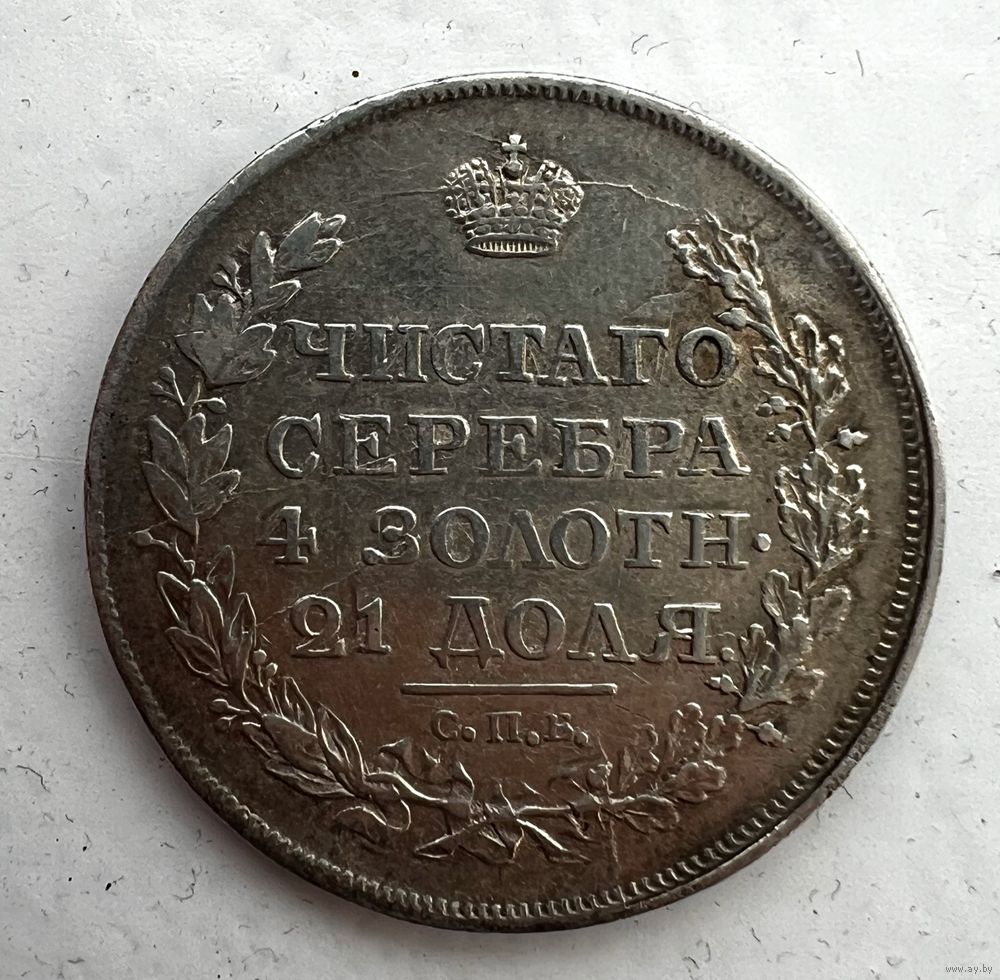 ЧИСТАГО
СЕРЕБРА
4 ЗОЛОТН.
21 ДОЛЯ.
С.П.Б.
www.ay.by